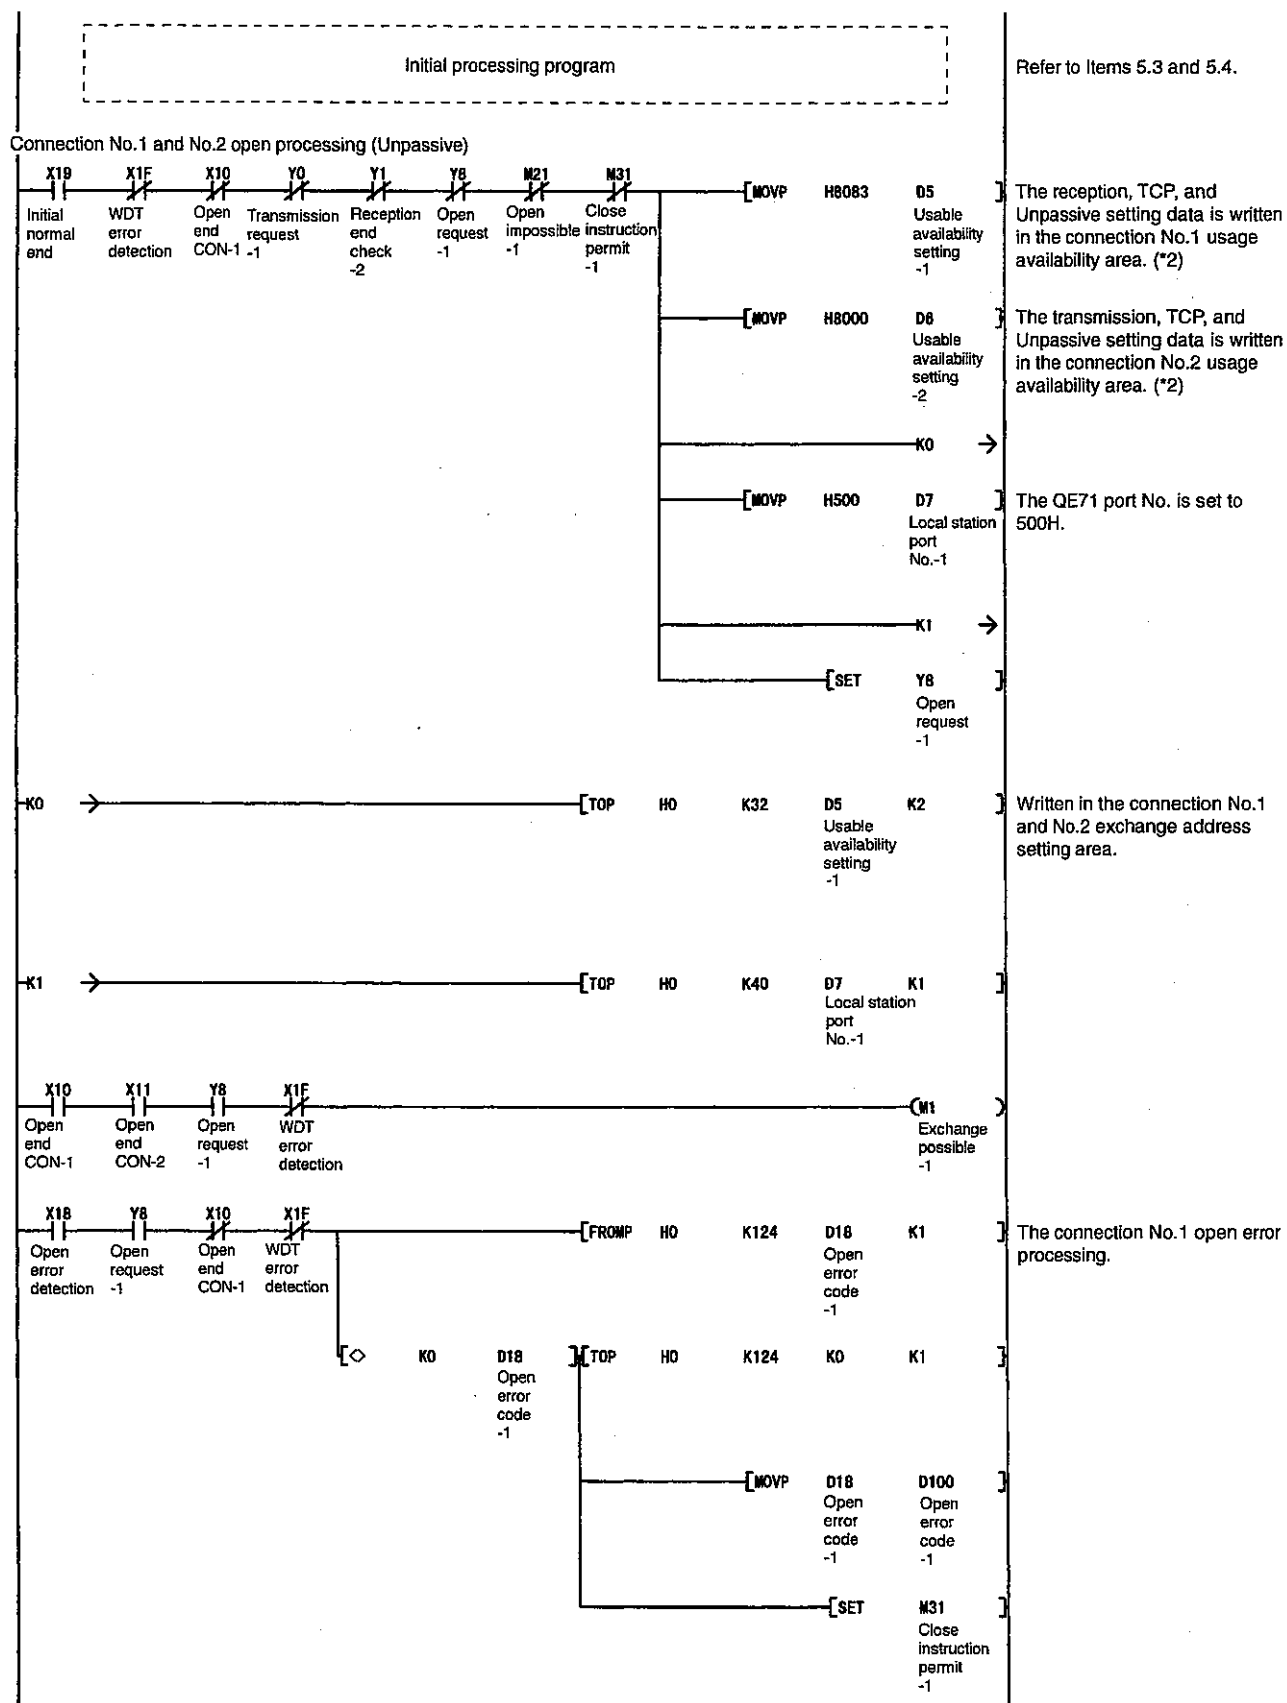 Initial processing program
Refer to Items 5.3 and 5.4.
Connection No.1 and No.2 open processing (Unpassive)
X19 X1F X10 Y0 Y1 Y8 M21 M31
Initial normal end
WDT error detection
Open end CON-1
Transmission request -1
Reception end check -2
Open request -1
Open impossible -1
Close instruction permit -1
[MOVP H8083 D5 ]
Usable availability setting -1
The reception, TCP, and
Unpassive setting data is written
in the connection No.1 usage
availability area. (*2)
[MOVP H8000 D6 ]
Usable availability setting -2
The transmission, TCP, and
Unpassive setting data is written
in the connection No.2 usage
availability area. (*2)
K0 →
[MOVP H500 D7 ]
Local station port No.-1
The QE71 port No. is set to
500H.
K1 →
[SET Y8 ]
Open request -1
K0 → [TOP H0 K32 D5 K2 ]
Usable availability setting -1
Written in the connection No.1
and No.2 exchange address
setting area.
K1 → [TOP H0 K40 D7 K1 ]
Local station port No.-1
X10 X11 Y8 X1F (M1 )
Open end CON-1
Open end CON-2
Open request -1
WDT error detection
Exchange possible -1
X18 Y8 X10 X1F [FROMP H0 K124 D18 K1 ]
Open error detection
Open request -1
Open end CON-1
WDT error detection
Open error code -1
The connection No.1 open error
processing.
[<> K0 D18 ] [TOP H0 K124 K0 K1 ]
Open error code -1
[MOVP D18 D100 ]
Open error code -1
Open error code -1
[SET M31 ]
Close instruction permit -1